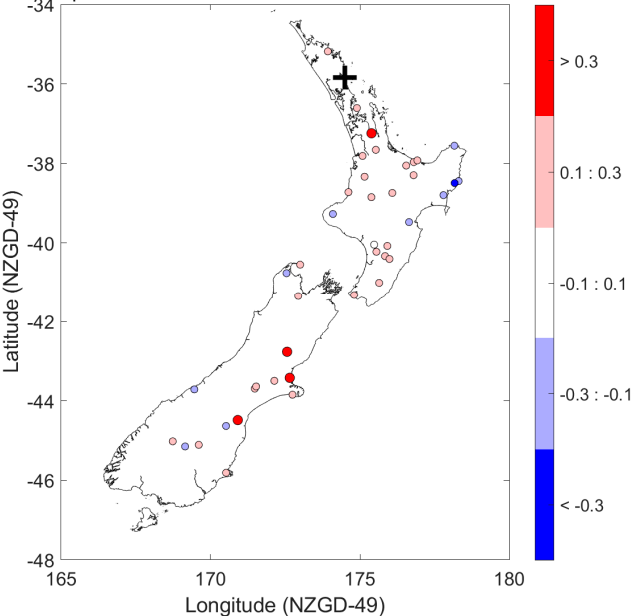 -34
-36
-38
-40
-42
-44
-46
-48
165
170
175
180
Latitude (NZGD-49)
Longitude (NZGD-49)
> 0.3
0.1 : 0.3
-0.1 : 0.1
-0.3 : -0.1
< -0.3